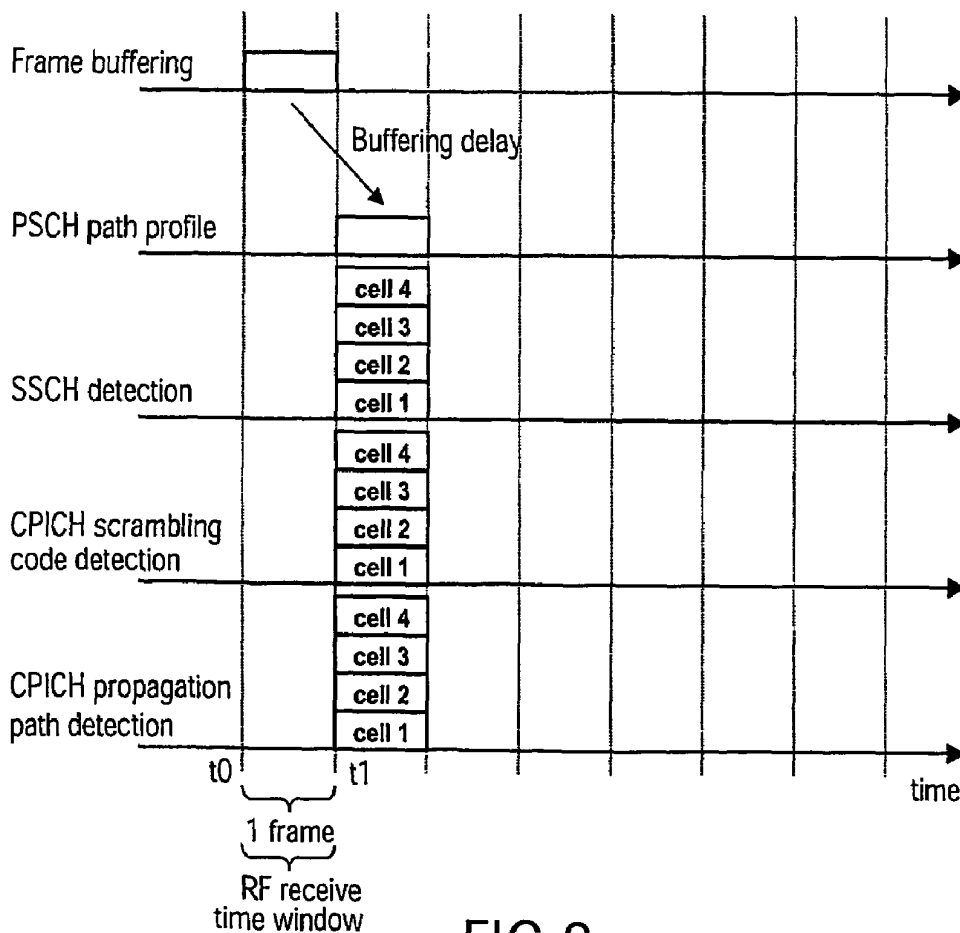 Frame buffering
Buffering delay
PSCH path profile
cell 4
cell 3
cell 2
SSCH detection
cell 1
cell 4
cell 3
CPICH scrambling
code detection
cell 2
cell 1
cell 4
cell 3
CPICH propagation
path detection
cell 2
cell 1
t0
t1
time
1 frame
RF receive
time window